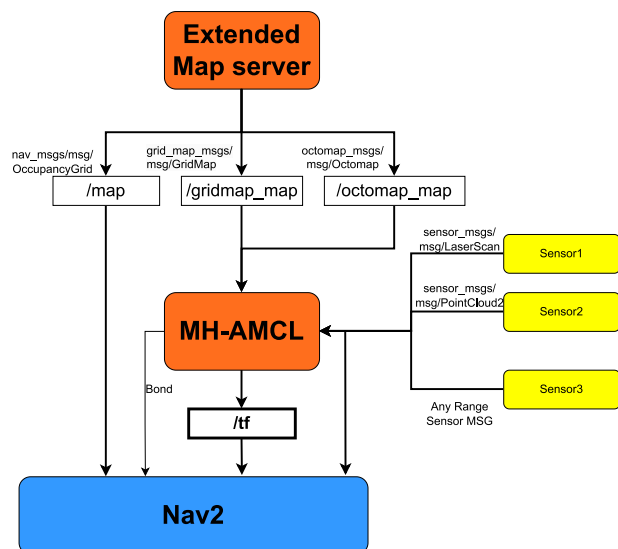 Extended
Map server
nav_msgs/msg/
OccupancyGrid
grid_map_msgs/
msg/GridMap
octomap_msgs/
msg/Octomap
/map
/gridmap_map
/octomap_map
sensor_msgs/
msg/LaserScan
Sensor1
sensor_msgs/
msg/PointCloud2
Sensor2
MH-AMCL
Bond
Sensor3
Any Range
Sensor MSG
/tf
Nav2